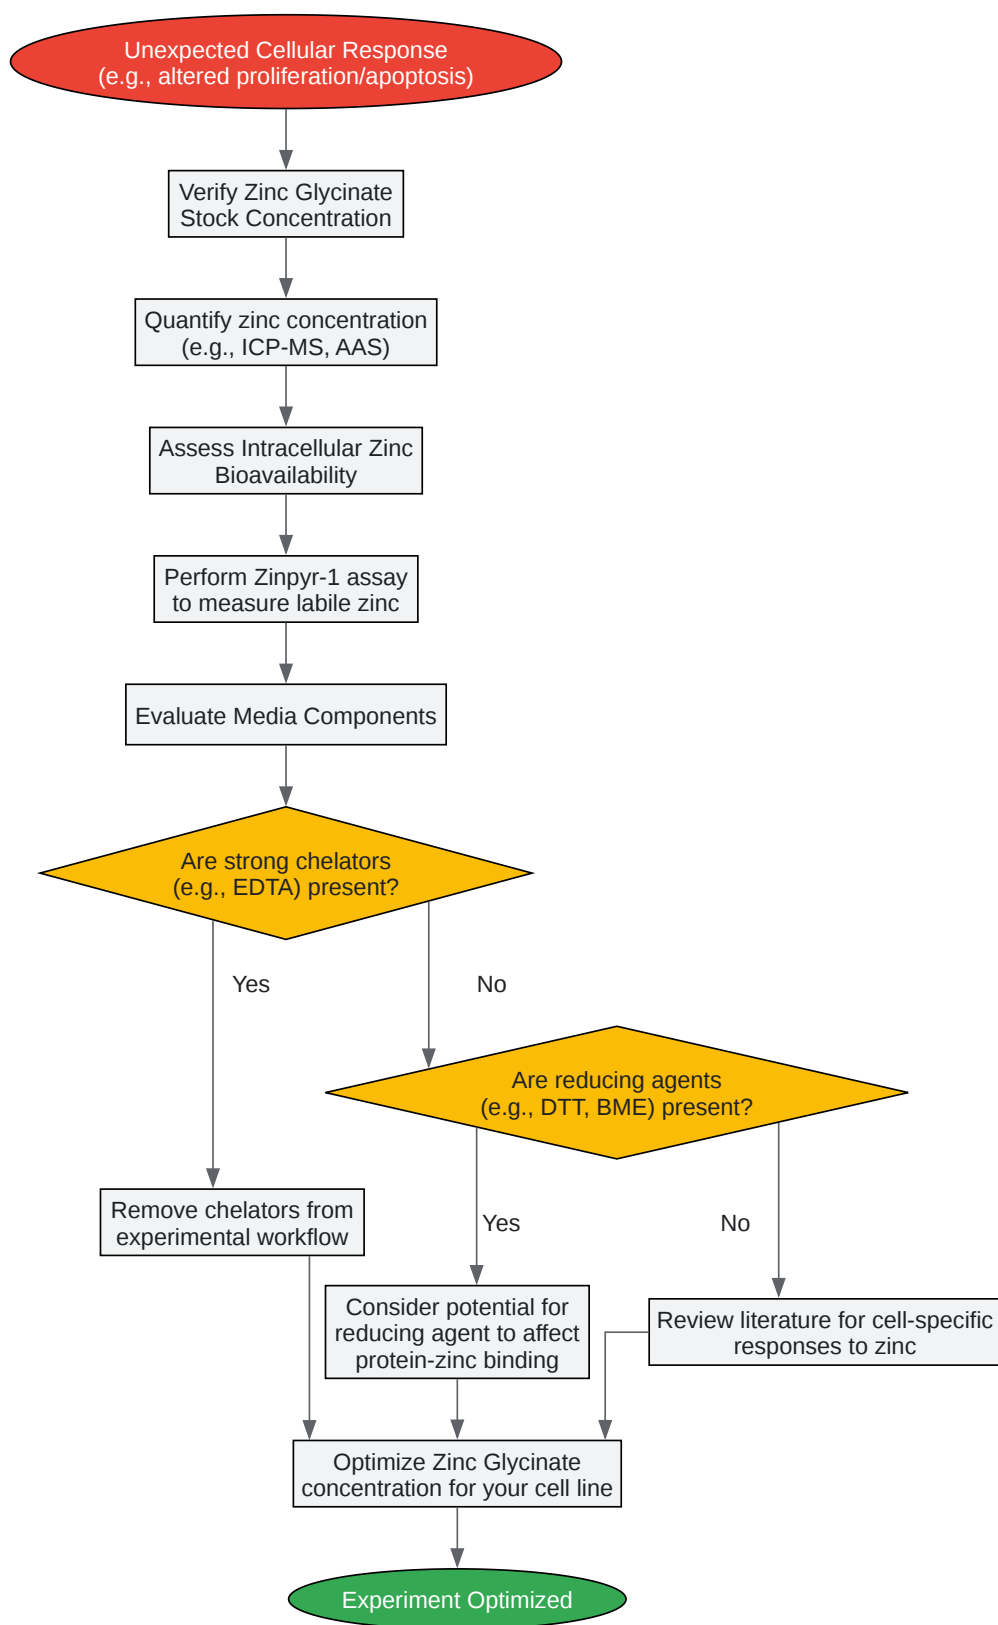 Unexpected Cellular Response
(e.g., altered proliferation/apoptosis)
Verify Zinc Glycinate
Stock Concentration
Quantify zinc concentration
(e.g., ICP-MS, AAS)
Assess Intracellular Zinc
Bioavailability
Perform Zinpyr-1 assay
to measure labile zinc
Evaluate Media Components
Are strong chelators
(e.g., EDTA) present?
Yes
No
Are reducing agents
(e.g., DTT, BME) present?
Remove chelators from
experimental workflow
Yes
No
Consider potential for
reducing agent to affect
protein-zinc binding
Review literature for cell-specific
responses to zinc
Optimize Zinc Glycinate
concentration for your cell line
Experiment Optimized